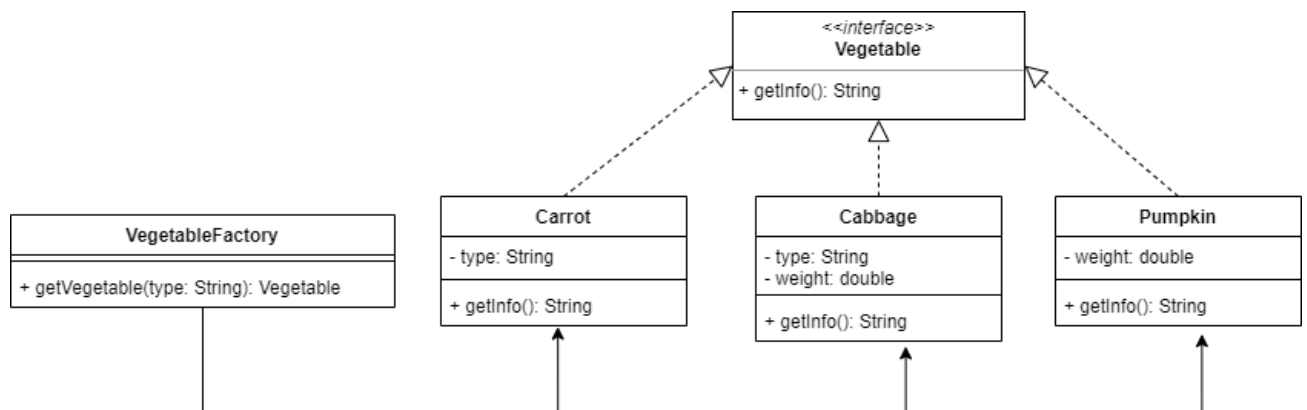 <<interface>>
Vegetable
+ getInfo(): String
Carrot
- type: String
+ getInfo(): String
Cabbage
- type: String
- weight: double
+ getInfo(): String
Pumpkin
- weight: double
+ getInfo(): String
VegetableFactory
+ getVegetable(type: String): Vegetable